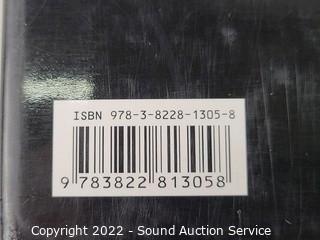 ISBN 978-3-8228-1305-8
9 783822 813058
Copyright 2022 - Sound Auction Service